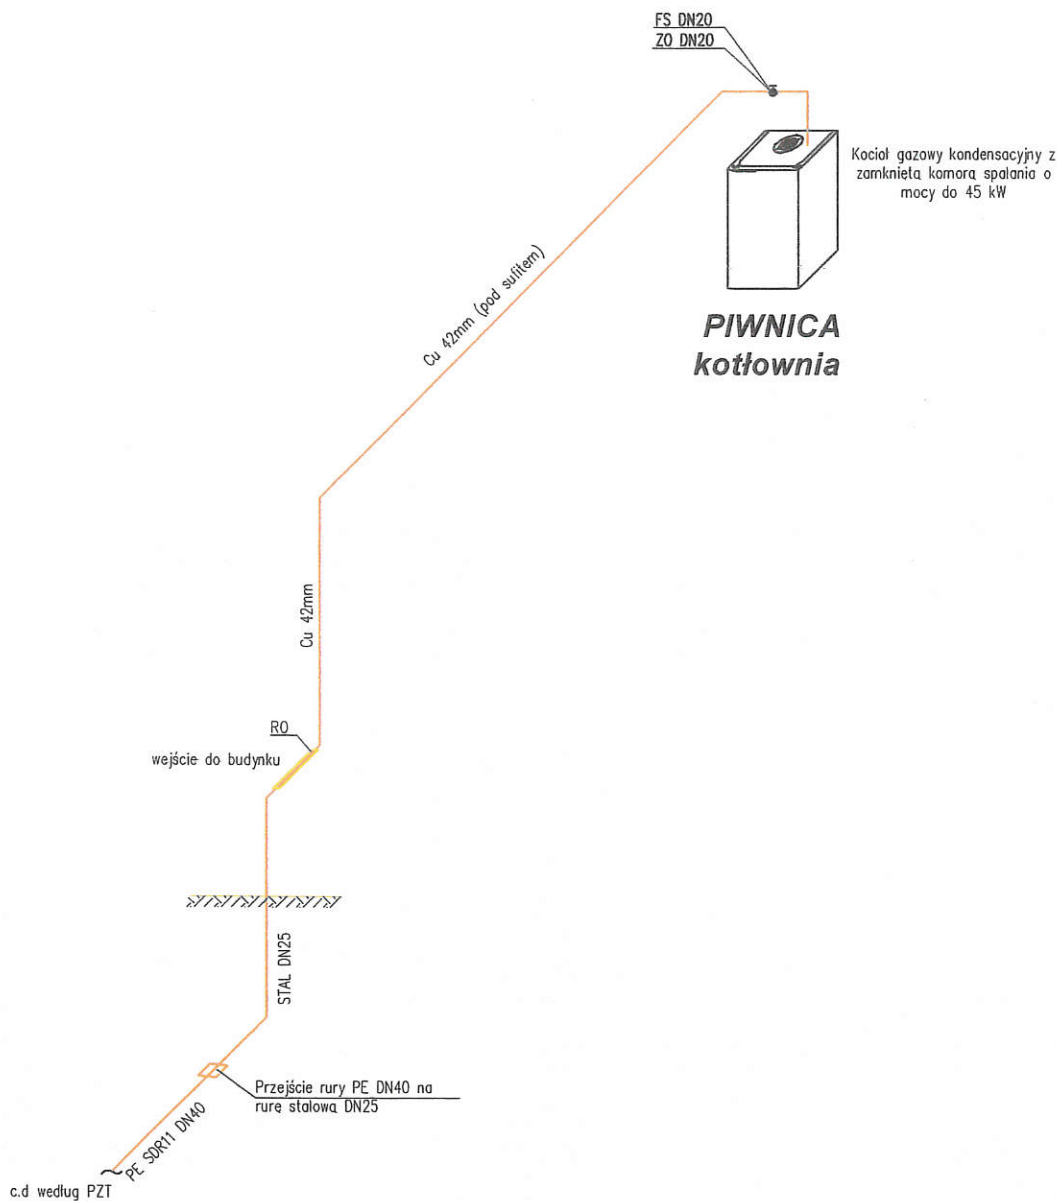 FS DN20
ZO DN20
Kocioł gazowy kondensacyjny z
zamkniętą komorą spalania o
mocy do 45 kW
PIWNICA
kotłownia
Cu 42mm (pod sufitem)
Cu 42mm
RO
wejście do budynku
STAL DN25
Przejście rury PE DN40 na
rurę stalową DN25
PE SDR11 DN40
c.d według PZT